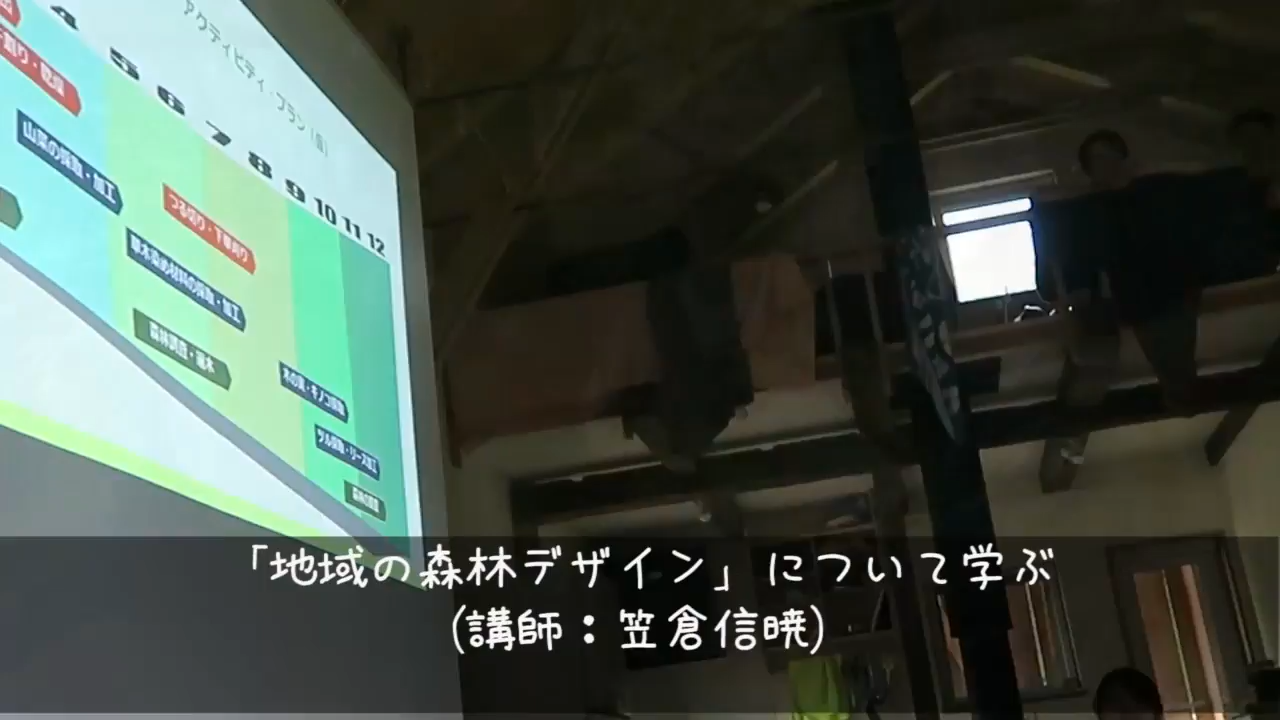 アクティビティ・プラン(仮)
4 5 6 7 8 9 10 11 12
山菜の採取・加工
つる切り・下草刈り
草木染め材料の採取・加工
森林調査・選木
木の実・キノコ採取
ツル採取・リース加工
「地域の森林デザイン」について学ぶ
(講師:笠倉信暁)